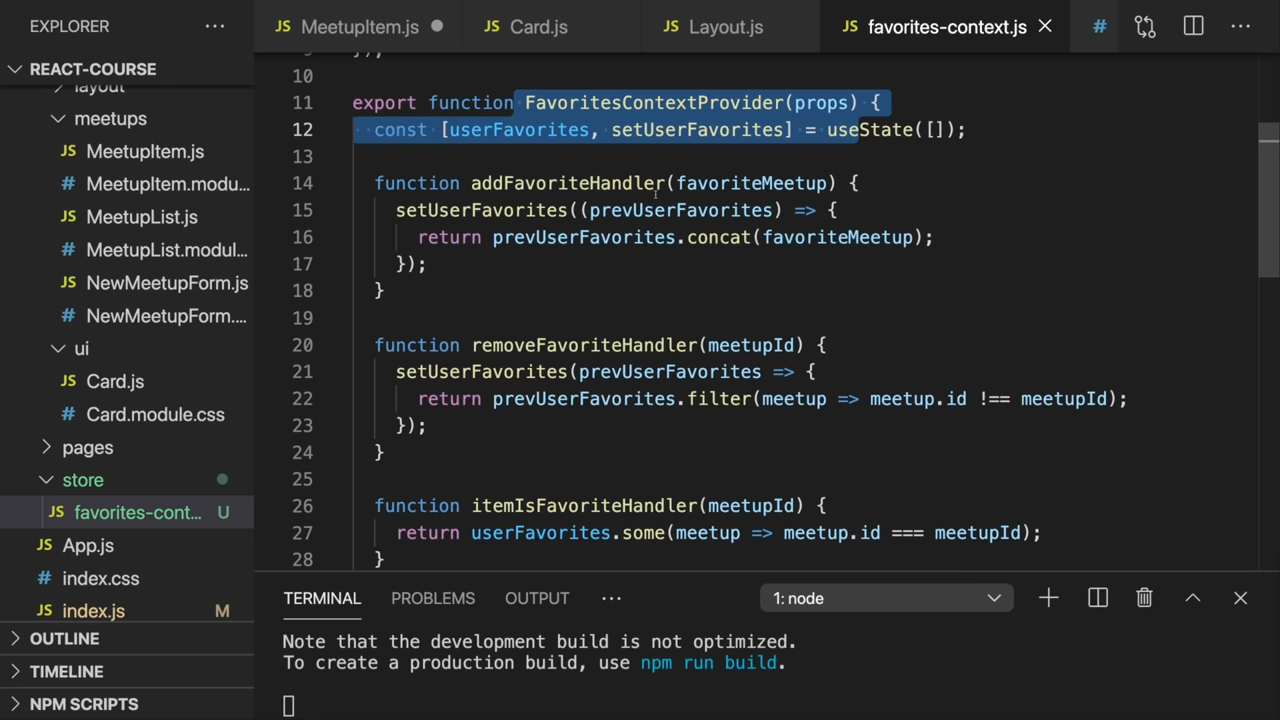 EXPLORER ···
REACT-COURSE
layout
meetups
JS MeetupItem.js
# MeetupItem.modu...
JS MeetupList.js
# MeetupList.modul...
JS NewMeetupForm.js
# NewMeetupForm....
ui
JS Card.js
# Card.module.css
pages
store
JS favorites-cont... U
JS App.js
# index.css
JS index.js M
OUTLINE
TIMELINE
NPM SCRIPTS
JS MeetupItem.js JS Card.js JS Layout.js JS favorites-context.js # ···
9 });
10
11 export function FavoritesContextProvider(props) {
12 const [userFavorites, setUserFavorites] = useState([]);
13
14 function addFavoriteHandler(favoriteMeetup) {
15 setUserFavorites((prevUserFavorites) => {
16 return prevUserFavorites.concat(favoriteMeetup);
17 });
18 }
19
20 function removeFavoriteHandler(meetupId) {
21 setUserFavorites(prevUserFavorites => {
22 return prevUserFavorites.filter(meetup => meetup.id !== meetupId);
23 });
24 }
25
26 function itemIsFavoriteHandler(meetupId) {
27 return userFavorites.some(meetup => meetup.id === meetupId);
28 }
TERMINAL PROBLEMS OUTPUT ··· 1: node
Note that the development build is not optimized.
To create a production build, use npm run build.